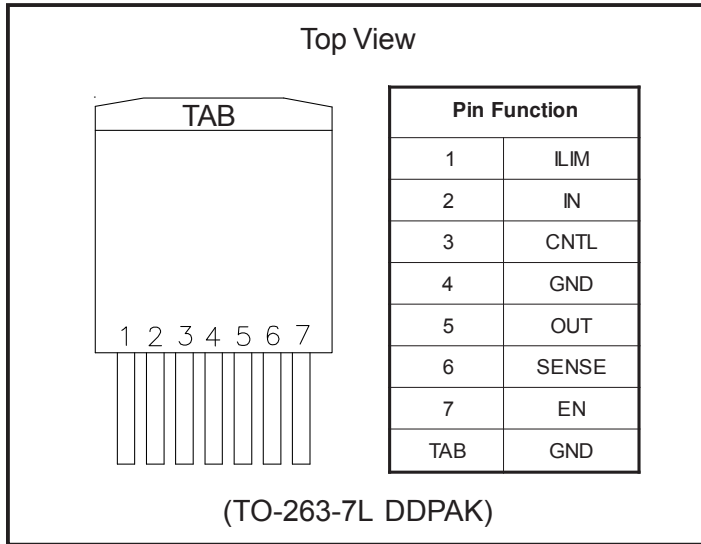 Top View
TAB
1 2 3 4 5 6 7
Pin Function
1 ILIM
2 IN
3 CNTL
4 GND
5 OUT
6 SENSE
7 EN
TAB GND
(TO-263-7L DDPAK)